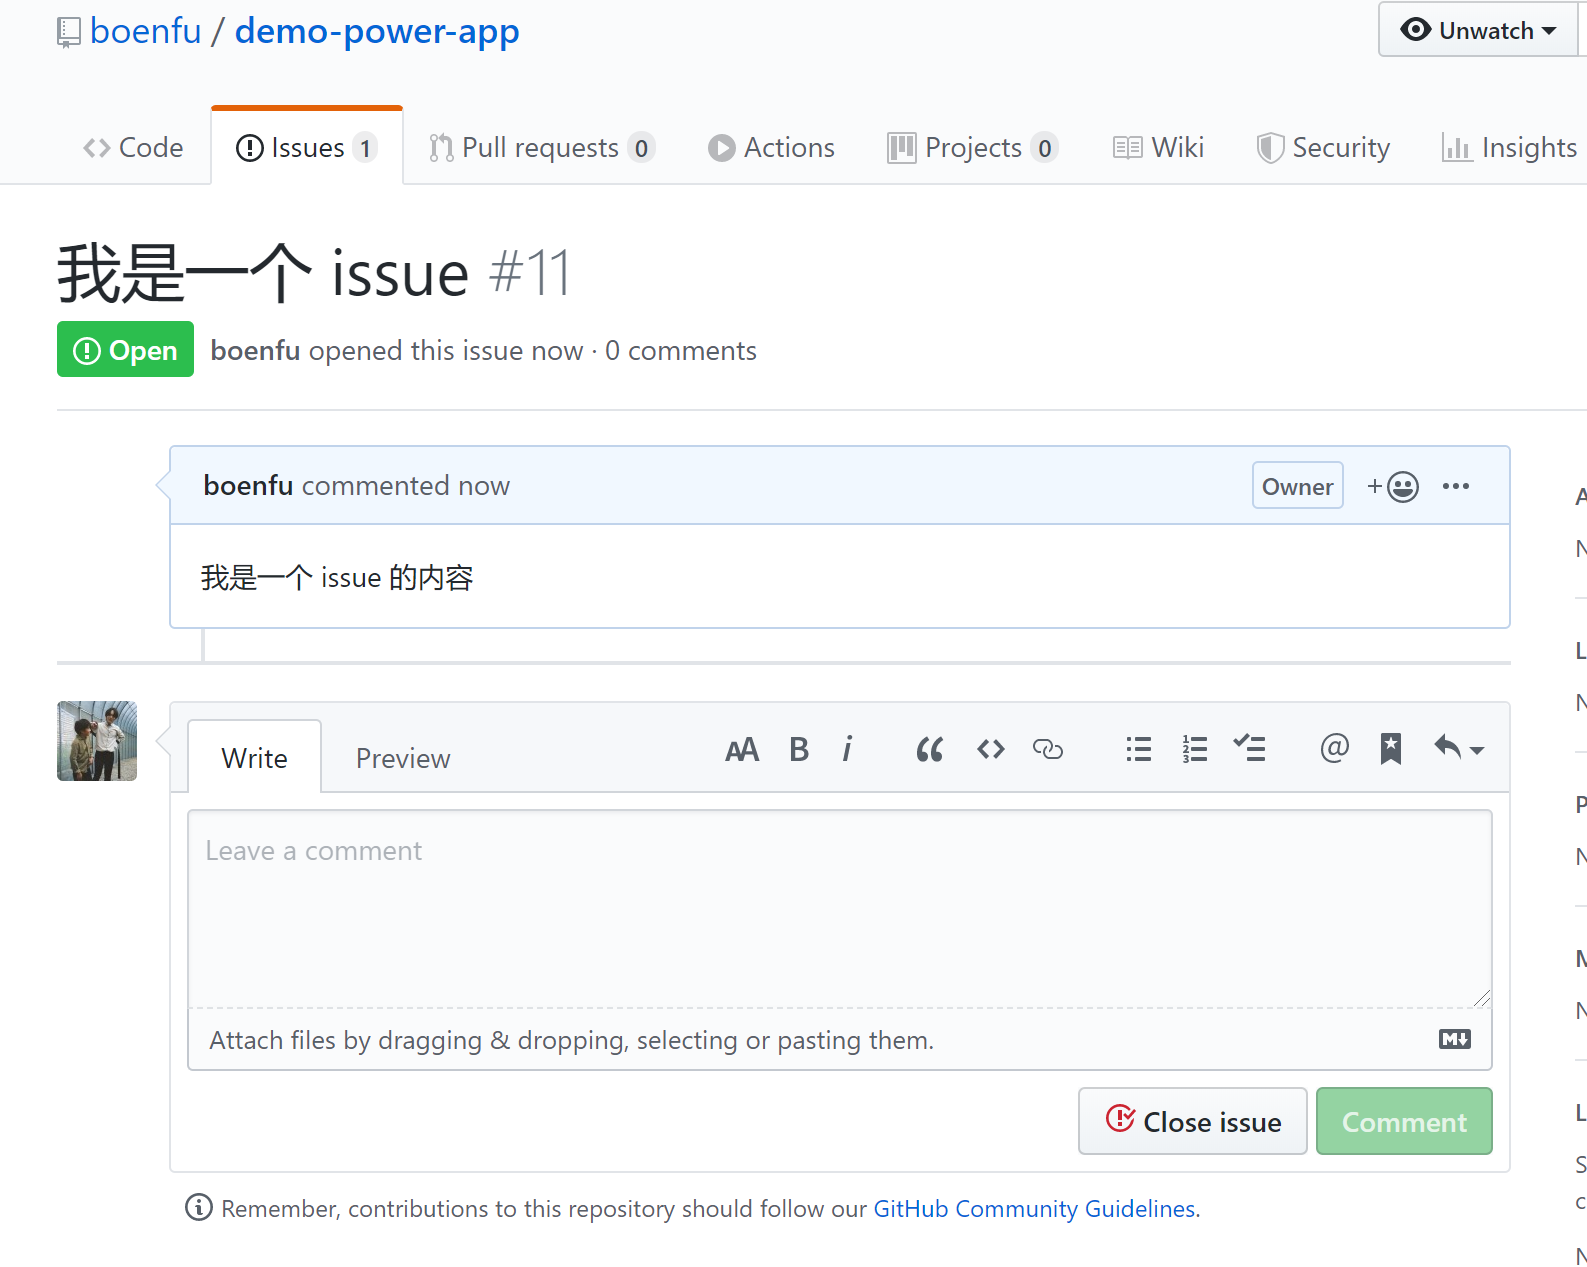 boenfu / demo-power-app
Unwatch
Code
Issues 1
Pull requests 0
Actions
Projects 0
Wiki
Security
Insights
我是一个 issue #11
Open
boenfu opened this issue now · 0 comments
boenfu commented now
Owner
我是一个 issue 的内容
Write
Preview
Leave a comment
Attach files by dragging & dropping, selecting or pasting them.
Close issue
Comment
Remember, contributions to this repository should follow our GitHub Community Guidelines.